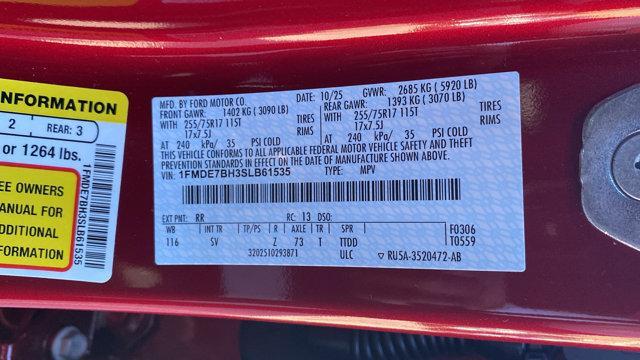 NFORMATION
2 REAR: 3
or 1264 lbs.
EE OWNERS
ANUAL FOR
DDITIONAL
ORMATION
1FMDE7BH3SLB61535
MFD. BY FORD MOTOR CO.
DATE: 10/25 GVWR: 2685 KG ( 5920 LB)
FRONT GAWR: 1402 KG ( 3090 LB) REAR GAWR: 1393 KG ( 3070 LB)
WITH 255/75R17 115T TIRES WITH 255/75R17 115T TIRES
17x7.5J RIMS 17x7.5J RIMS
AT 240 kPa/ 35 PSI COLD AT 240 kPa/ 35 PSI COLD
THIS VEHICLE CONFORMS TO ALL APPLICABLE FEDERAL MOTOR VEHICLE SAFETY AND THEFT PREVENTION STANDARDS IN EFFECT ON THE DATE OF MANUFACTURE SHOWN ABOVE.
VIN: 1FMDE7BH3SLB61535 TYPE: MPV
EXT PNT: RR RC: 13 DSO:
WB INT TR TP/PS R AXLE TR SPR F0306
116 SV Z 73 T TTDD T0559
3202510293871 ULC ▽ RU5A-3520472-AB